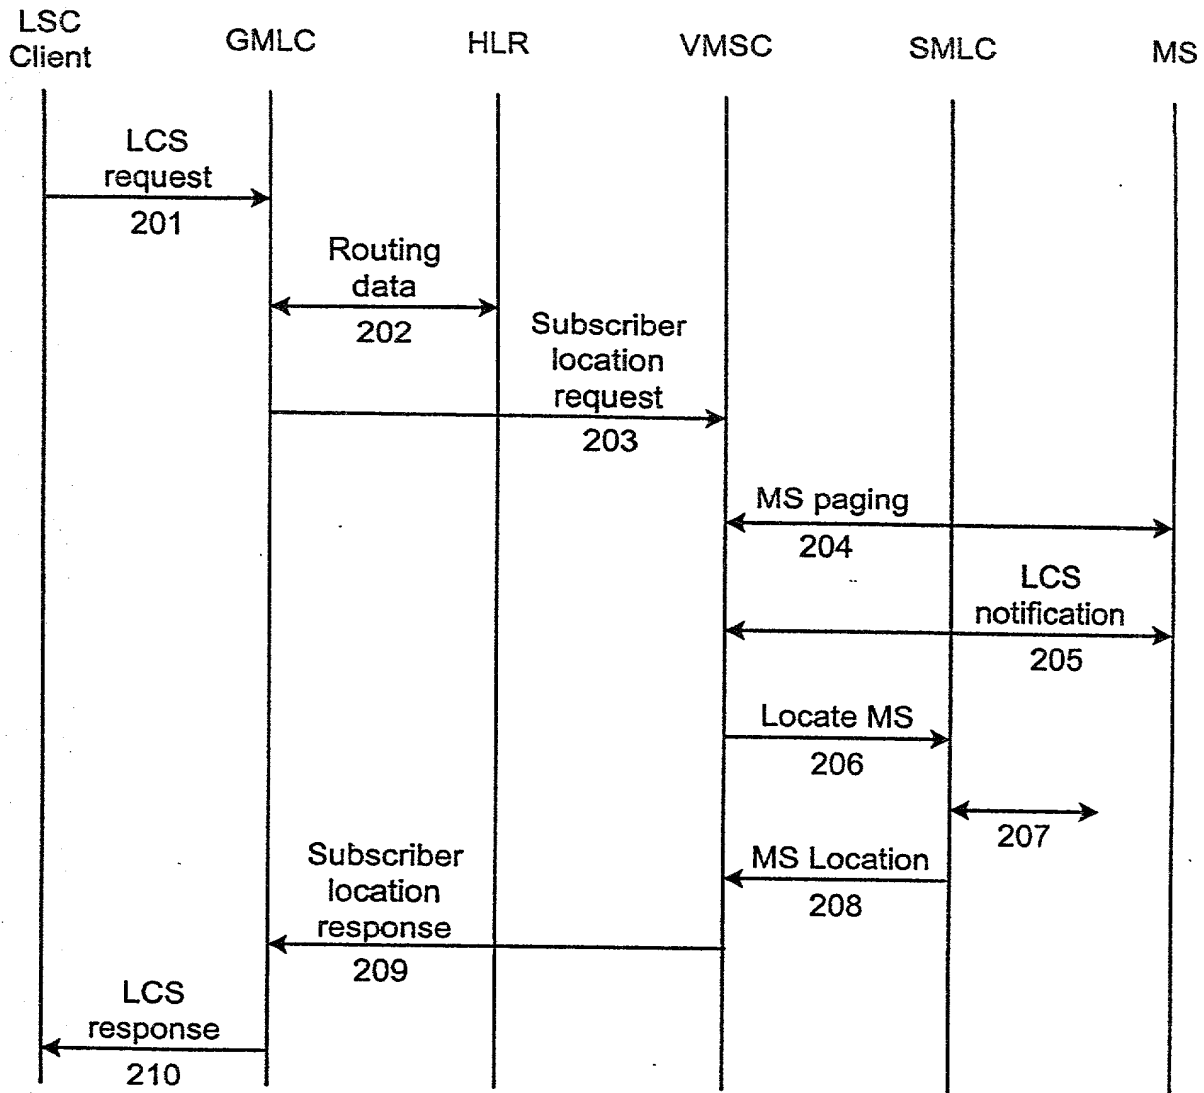 LSC
Client
GMLC
HLR
VMSC
SMLC
MS
LCS
request
201
Routing
data
202
Subscriber
location
request
203
MS paging
204
LCS
notification
205
Locate MS
206
207
MS Location
208
Subscriber
location
response
209
LCS
response
210